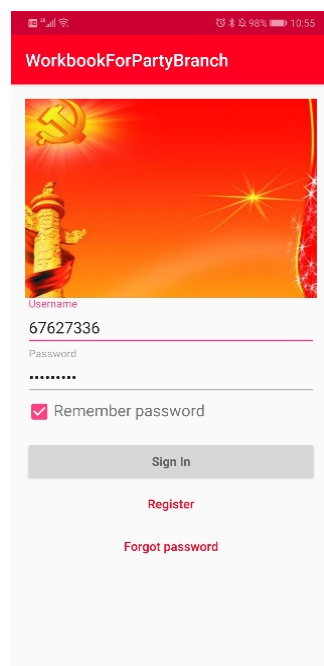 98% 10:55
WorkbookForPartyBranch
Username
67627336
Password
•••••••••
Remember password
Sign In
Register
Forgot password